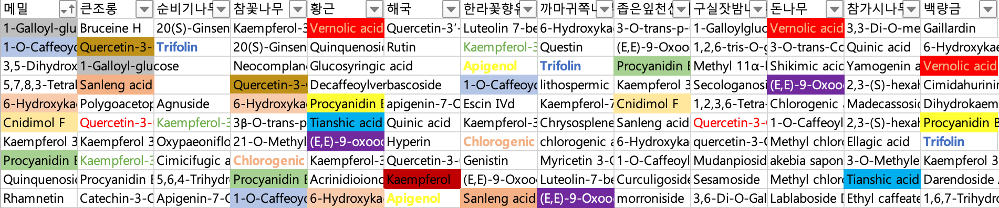 메밀 큰조롱 순비기나무 참꽃나무 황근 해국 한라꽃향유 까마귀쪽나 좁은잎천선 구실잣밤나 돈나무 참가시나무 백량금
1-Galloyl-glu Bruceine H 20(S)-Ginsen Kaempferol-3 Vernolic acid Quercetin-3′- Luteolin 7-be 6-Hydroxyka 3-O-trans-p- 1-Galloylgluc Vernolic acid 3,3-Di-O-me Gaillardin
1-O-Caffeoyc Quercetin-3- Trifolin 20(S)-Ginsen Quinquenosi Rutin Kaempferol-3 Questin (E,E)-9-Oxoo 1,2,6-tris-O-g 3-O-trans-Co Quinic acid 6-Hydroxykae
3,5-Dihydrox 1-Galloyl-glucose Neocomplan Glucosyringic acid Apigenol Trifolin Procyanidin B Methyl 11α-l Shikimic acid Yamogenin a Vernolic acid
5,7,8,3-Tetral Sanleng acid Quercetin-3- Decaffeoylverbascoside 1-O-Caffeoyc lithospermic Kaempferol 3 Secologanosi (E,E)-9-Oxoo 2,3-(S)-hexah Cimidahurinin
6-Hydroxyka Polygoacetop Agnuside 6-Hydroxyka Procyanidin B apigenin-7-O Escin IVd Kaempferol-7 Cnidimol F 1,2,3,6-Tetra- Chlorogenic Madecassosid Dihydrokaem
Cnidimol F Quercetin-3- Kaempferol-3 3β-O-trans-p Tianshic acid Quinic acid Kaempferol-3 Chrysosplene Sanleng acid Quercetin-3- 1-O-Caffeoyl 2,3-(S)-hexah Procyanidin B
Kaempferol 3 Kaempferol 3 Oxypaeoniflo 21-O-Methyl (E,E)-9-oxooc Hyperin Chlorogenic chlorogenic a 6-Hydroxyka quercetin-3-O Methyl chlor Ellagic acid Trifolin
Procyanidin B Kaempferol-3 Cimicifugic a Chlorogenic Kaempferol-3 Quercetin-3- Genistin Myricetin 3-O 1-O-Caffeoyl Mudanpiosid akebia sapon 3-O-Methyle Kaempferol 3
Quinquenosi Procyanidin B 5,6,4-Trihydr Procyanidin B Acrinidioionc Kaempferol (E,E)-9-Oxoo Luteolin-7-be Curculigoside Sesamoside Methyl chlor Tianshic acid Darendoside
Rhamnetin Catechin-3-O Apigenin-7-O 1-O-Caffeoyc 6-Hydroxyka Apigenol Sanleng acid (E,E)-9-Oxoo morroniside 3,6-Di-O-Gal Lablaboside Ethyl caffeate 1,6,7-Trihydro